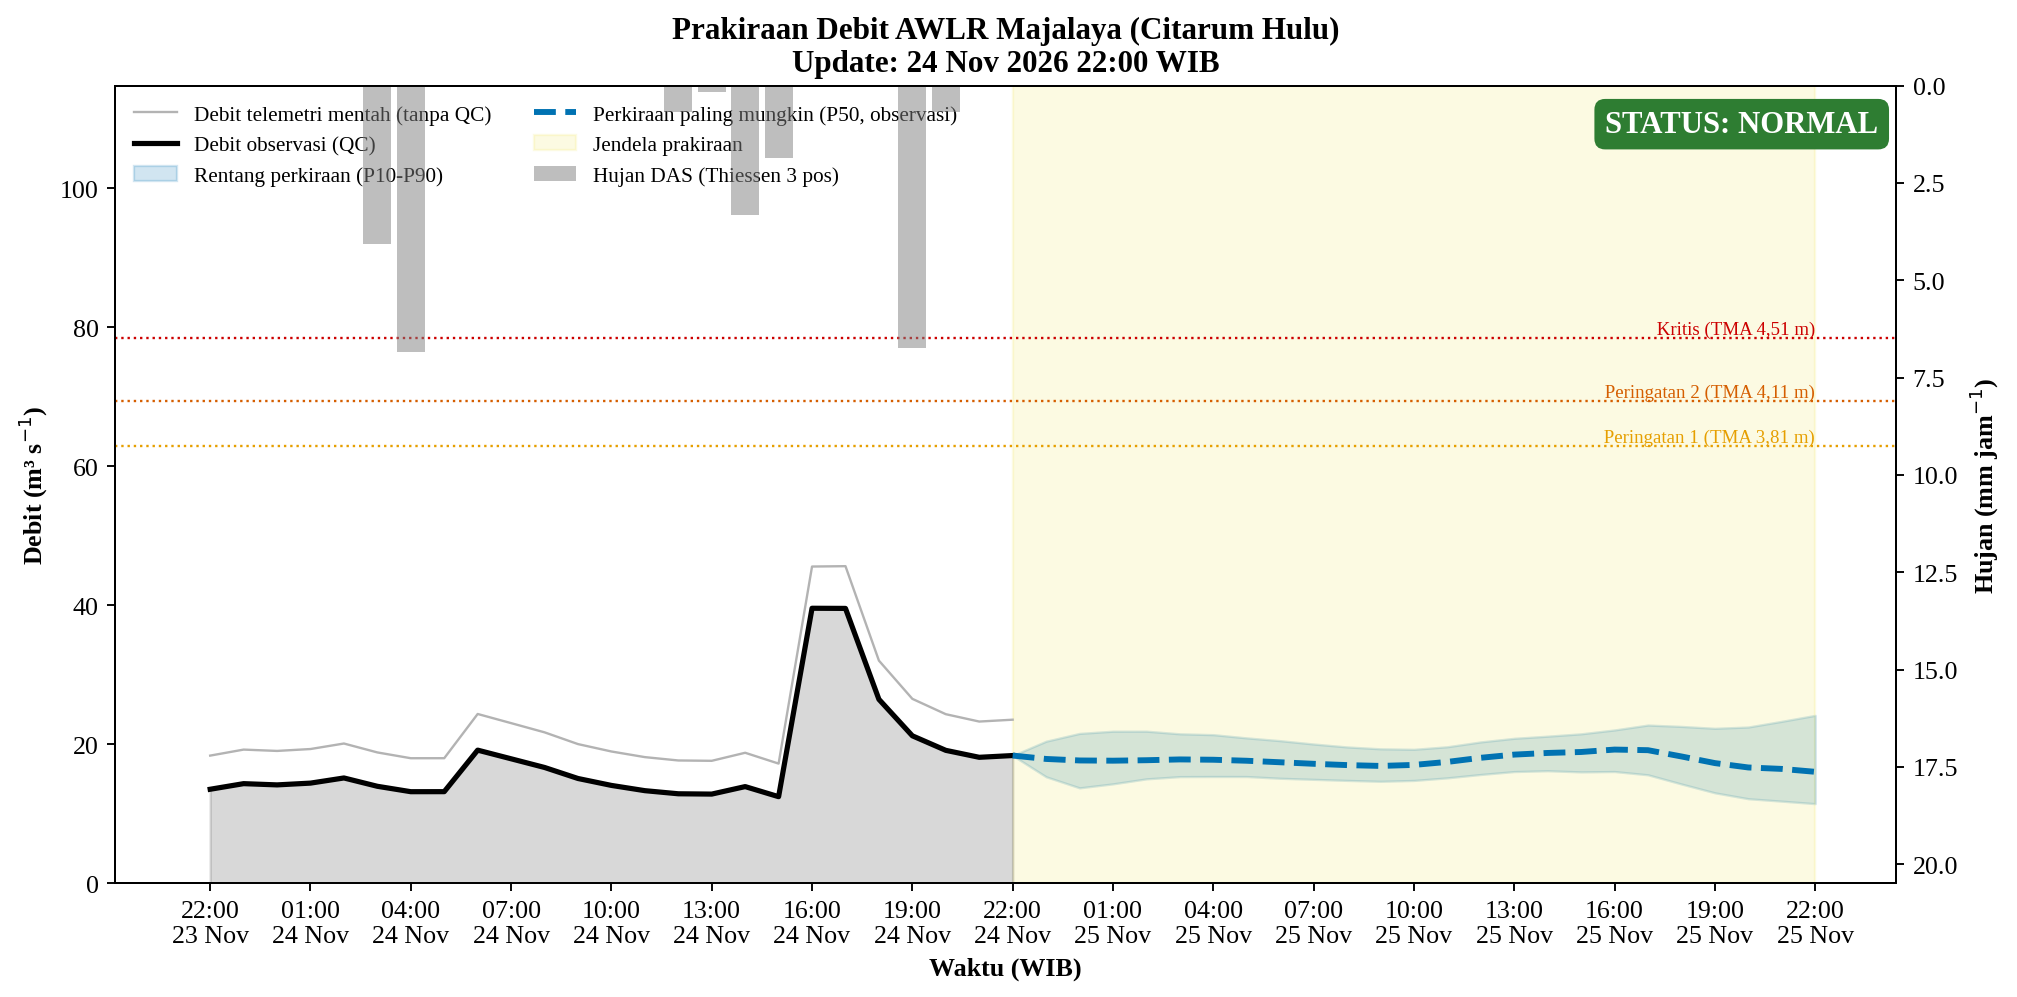 Prakiraan Debit AWLR Majalaya (Citarum Hulu)
Update: 24 Nov 2026 22:00 WIB
Debit telemetri mentah (tanpa QC)
Debit observasi (QC)
Rentang perkiraan (P10-P90)
Perkiraan paling mungkin (P50, observasi)
Jendela prakiraan
Hujan DAS (Thiessen 3 pos)
STATUS: NORMAL
Kritis (TMA 4,51 m)
Peringatan 2 (TMA 4,11 m)
Peringatan 1 (TMA 3,81 m)
Debit (m³ s⁻¹)
100
80
60
40
20
0
0.0
2.5
5.0
7.5
10.0
12.5
15.0
17.5
20.0
Hujan (mm jam⁻¹)
22:00 01:00 04:00 07:00 10:00 13:00 16:00 19:00 22:00 01:00 04:00 07:00 10:00 13:00 16:00 19:00 22:00
23 Nov 24 Nov 24 Nov 24 Nov 24 Nov 24 Nov 24 Nov 24 Nov 24 Nov 25 Nov 25 Nov 25 Nov 25 Nov 25 Nov 25 Nov 25 Nov 25 Nov
Waktu (WIB)